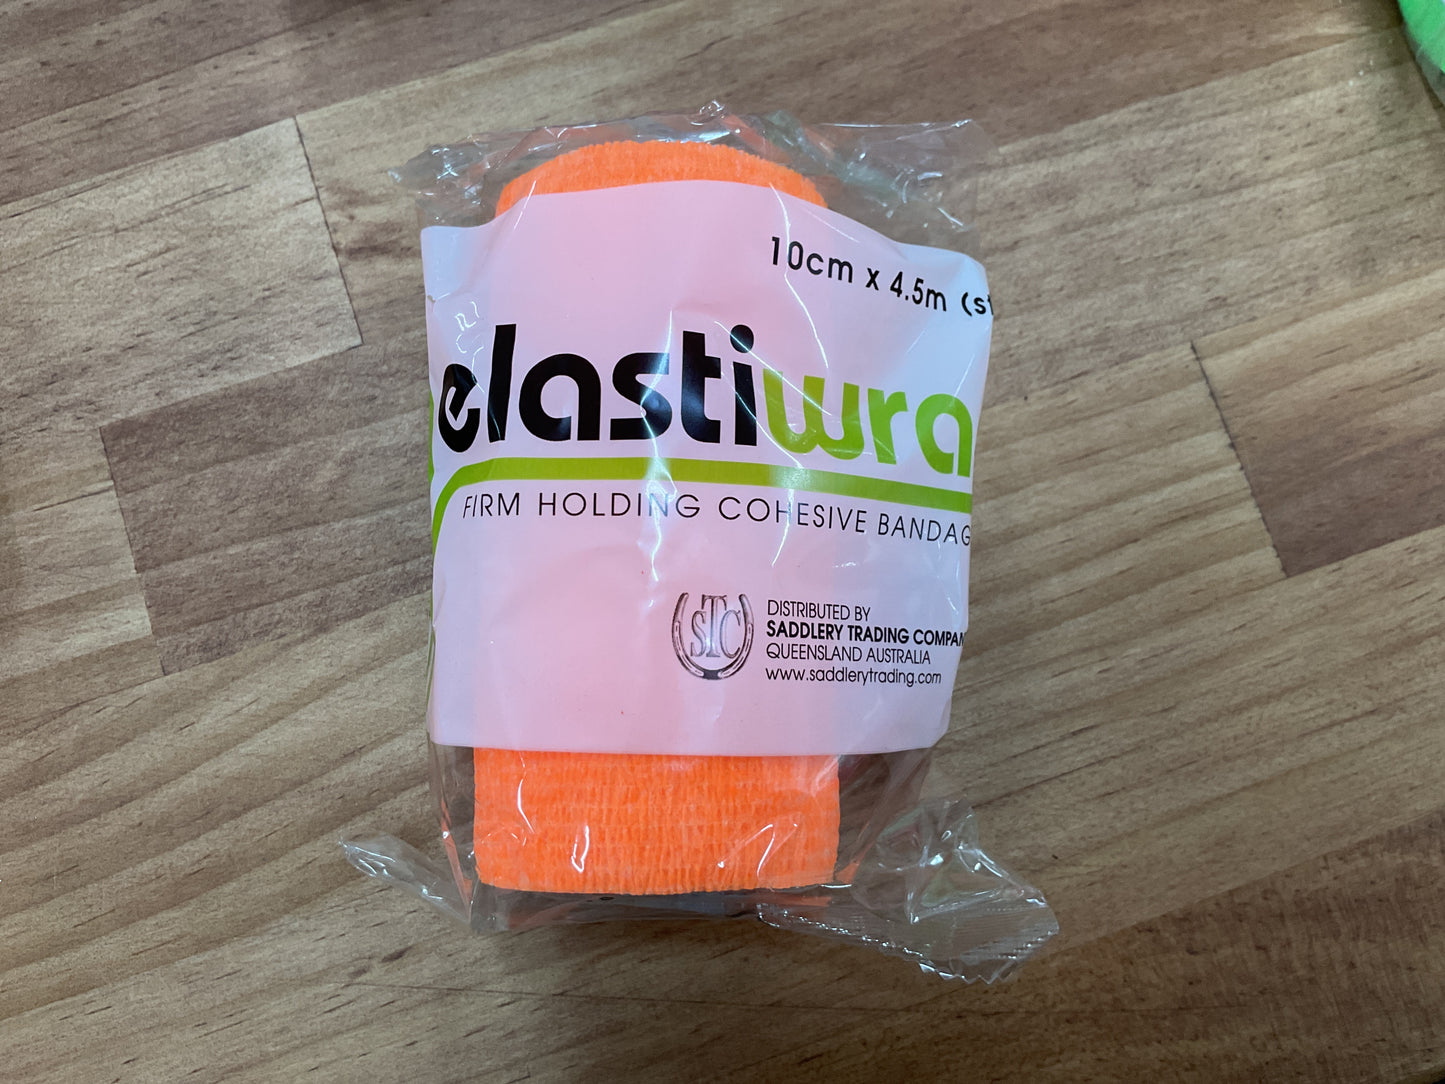 10cm x 4.5m (st
elastiwra
FIRM HOLDING COHESIVE BANDAG
STC
DISTRIBUTED BY
SADDLERY TRADING COMPAN
QUEENSLAND AUSTRALIA
www.saddlerytrading.com